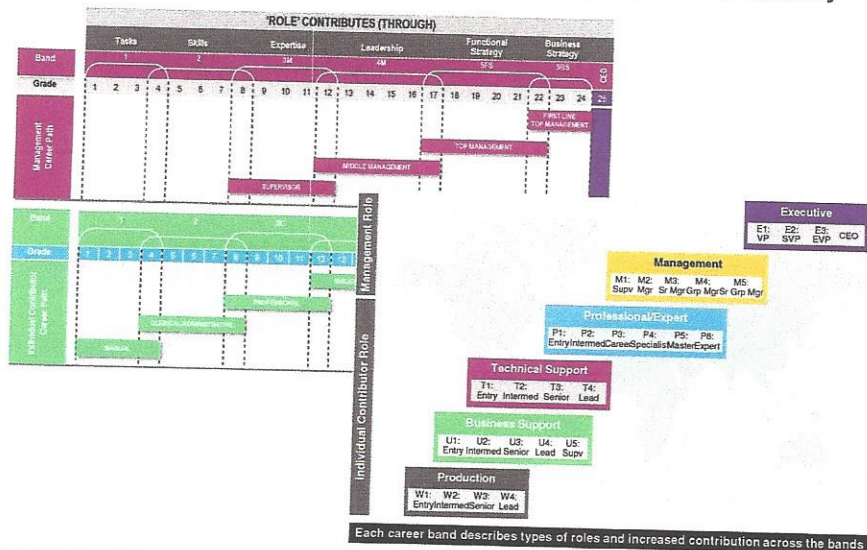 'ROLE' CONTRIBUTES (THROUGH)
Tasks Skills Expertise Leadership Functional Strategy Business Strategy
Band 1 2 3M 4M 5FS 5BS CEO
Grade 1 2 3 4 5 6 7 8 9 10 11 12 13 14 15 16 17 18 19 20 21 22 23 24 25
Management Career Path
FIRST LINE TOP MANAGEMENT
TOP MANAGEMENT
MIDDLE MANAGEMENT
SUPERVISOR
Band 1 2
Grade 1 2 3 4 5 6 7 8 9 10 11 12 13
Individual Contributor Career Path
PROFESSIONAL
CLERICAL/ADMINISTRATIVE
MANUAL
Management Role
Individual Contributor Role
Executive
E1: E2: E3:
VP SVP EVP CEO
Management
M1: M2: M3: M4: M5:
Supv Mgr Sr Mgr Grp Mgr Sr Grp Mgr
Professional/Expert
P1: P2: P3: P4: P5: P6:
Entry Intermed Career Specialis Master Expert
Technical Support
T1: T2: T3: T4:
Entry Intermed Senior Lead
Business Support
U1: U2: U3: U4: U5:
Entry Intermed Senior Lead Supv
Production
W1: W2: W3: W4:
Entry Intermed Senior Lead
Each career band describes types of roles and increased contribution across the bands.